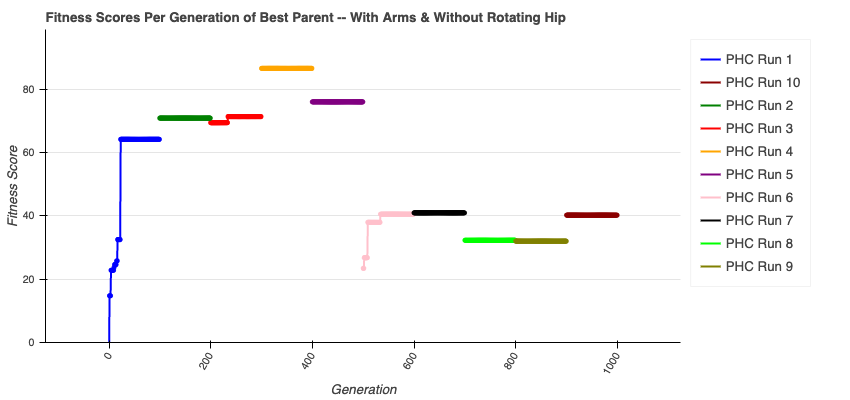 Fitness Scores Per Generation of Best Parent -- With Arms & Without Rotating Hip
Fitness Score
80
60
40
20
0
0
200
400
600
800
1000
Generation
PHC Run 1
PHC Run 10
PHC Run 2
PHC Run 3
PHC Run 4
PHC Run 5
PHC Run 6
PHC Run 7
PHC Run 8
PHC Run 9